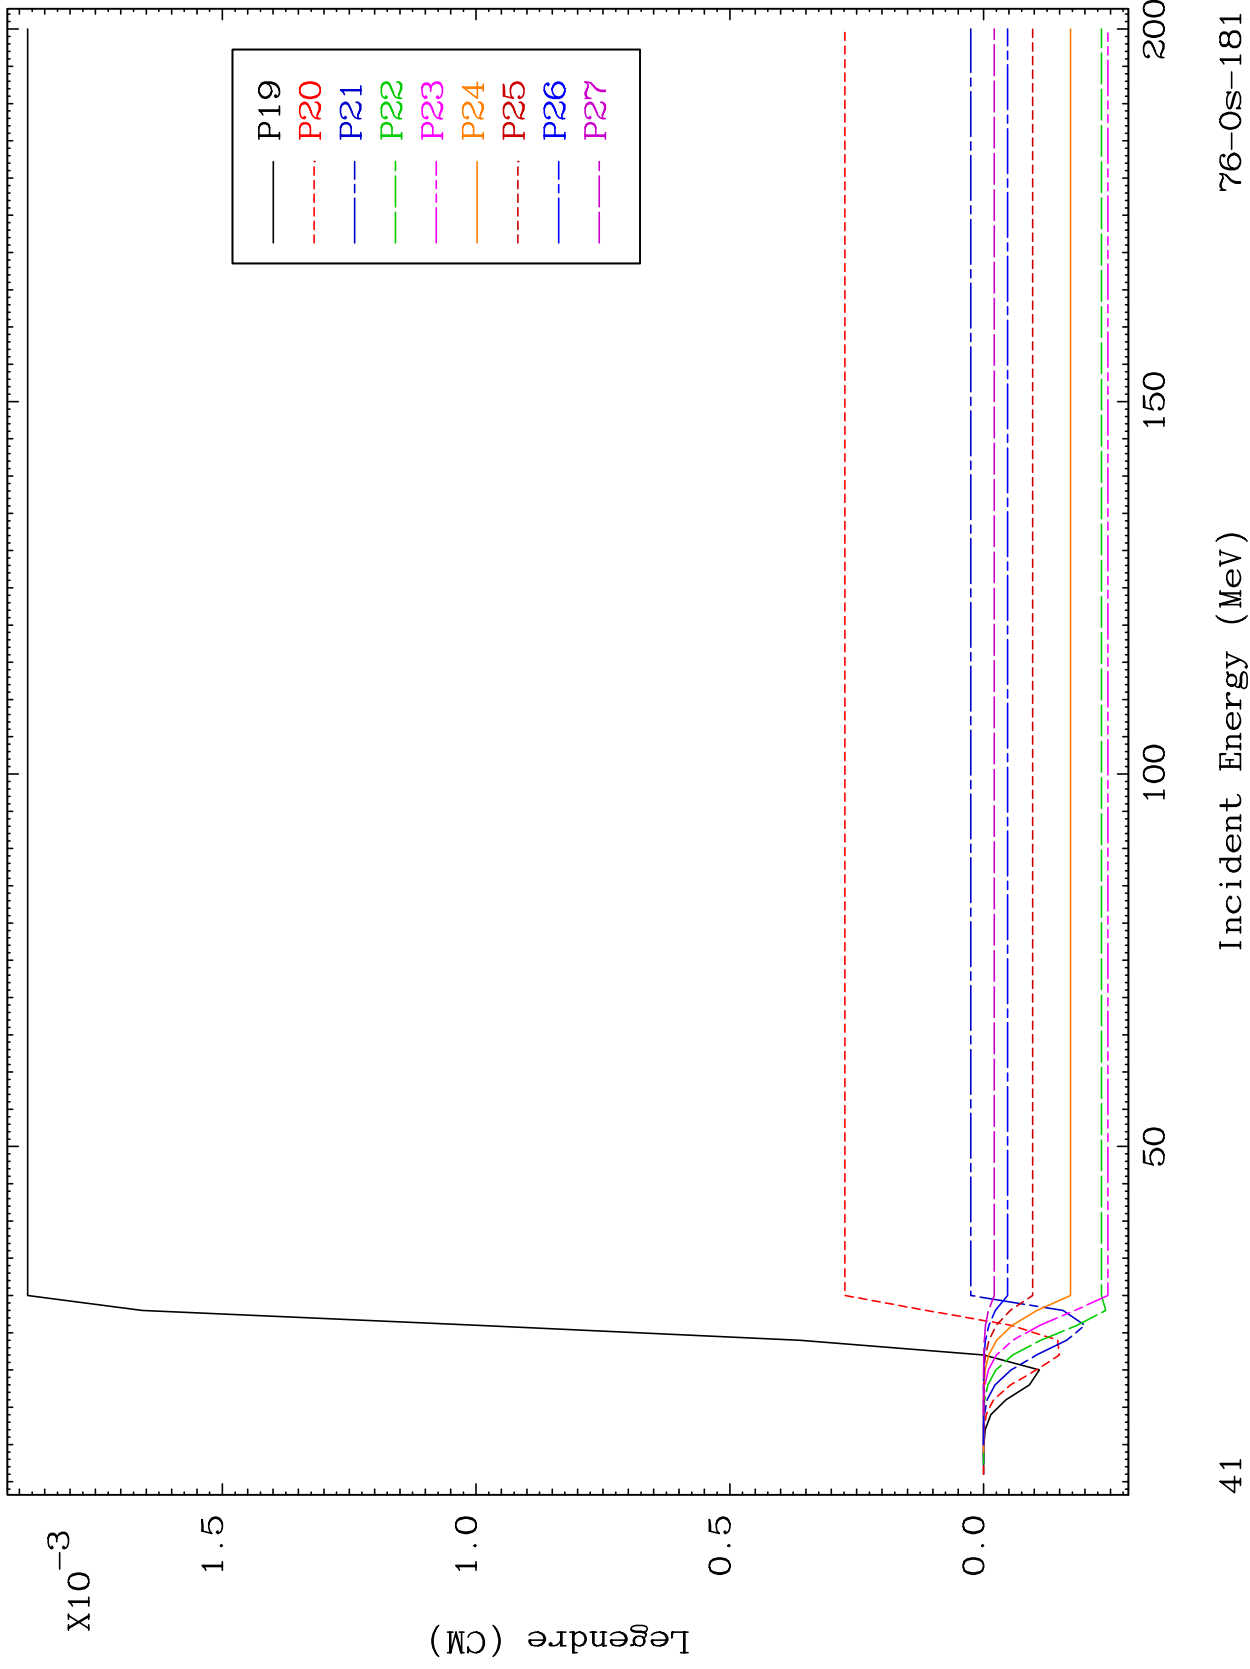 X10-3
1.5
1.0
0.5
0.0
Legendre (CM)
P19
P20
P21
P22
P23
P24
P25
P26
P27
50
100
150
200
41
Incident Energy (MeV)
76-Os-181